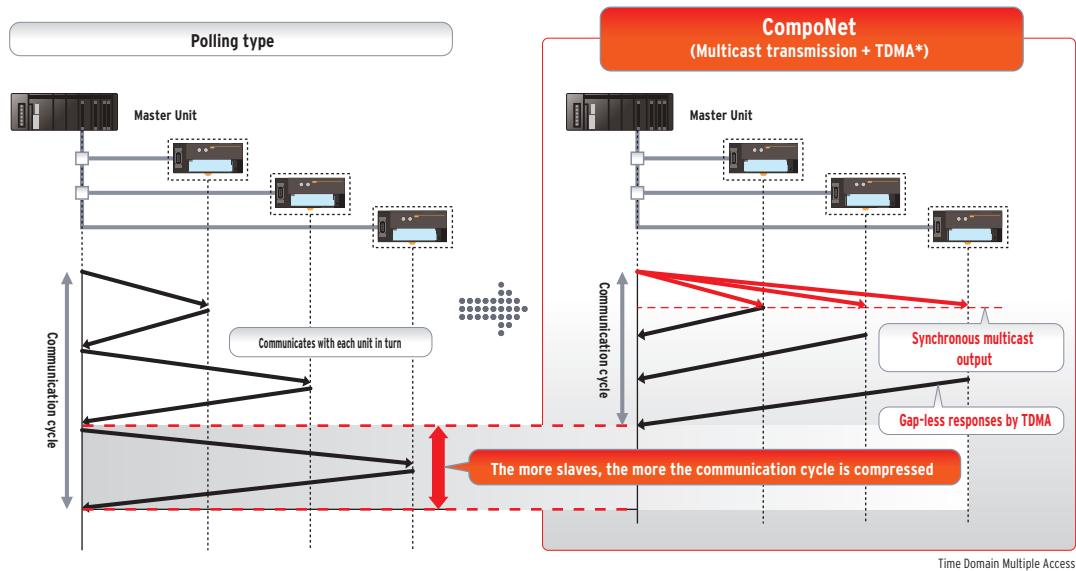 Polling type
Master Unit
Communication cycle
Communicates with each unit in turn
CompoNet
(Multicast transmission + TDMA*)
Master Unit
Communication cycle
Synchronous multicast
output
Gap-less responses by TDMA
The more slaves, the more the communication cycle is compressed
Time Domain Multiple Access